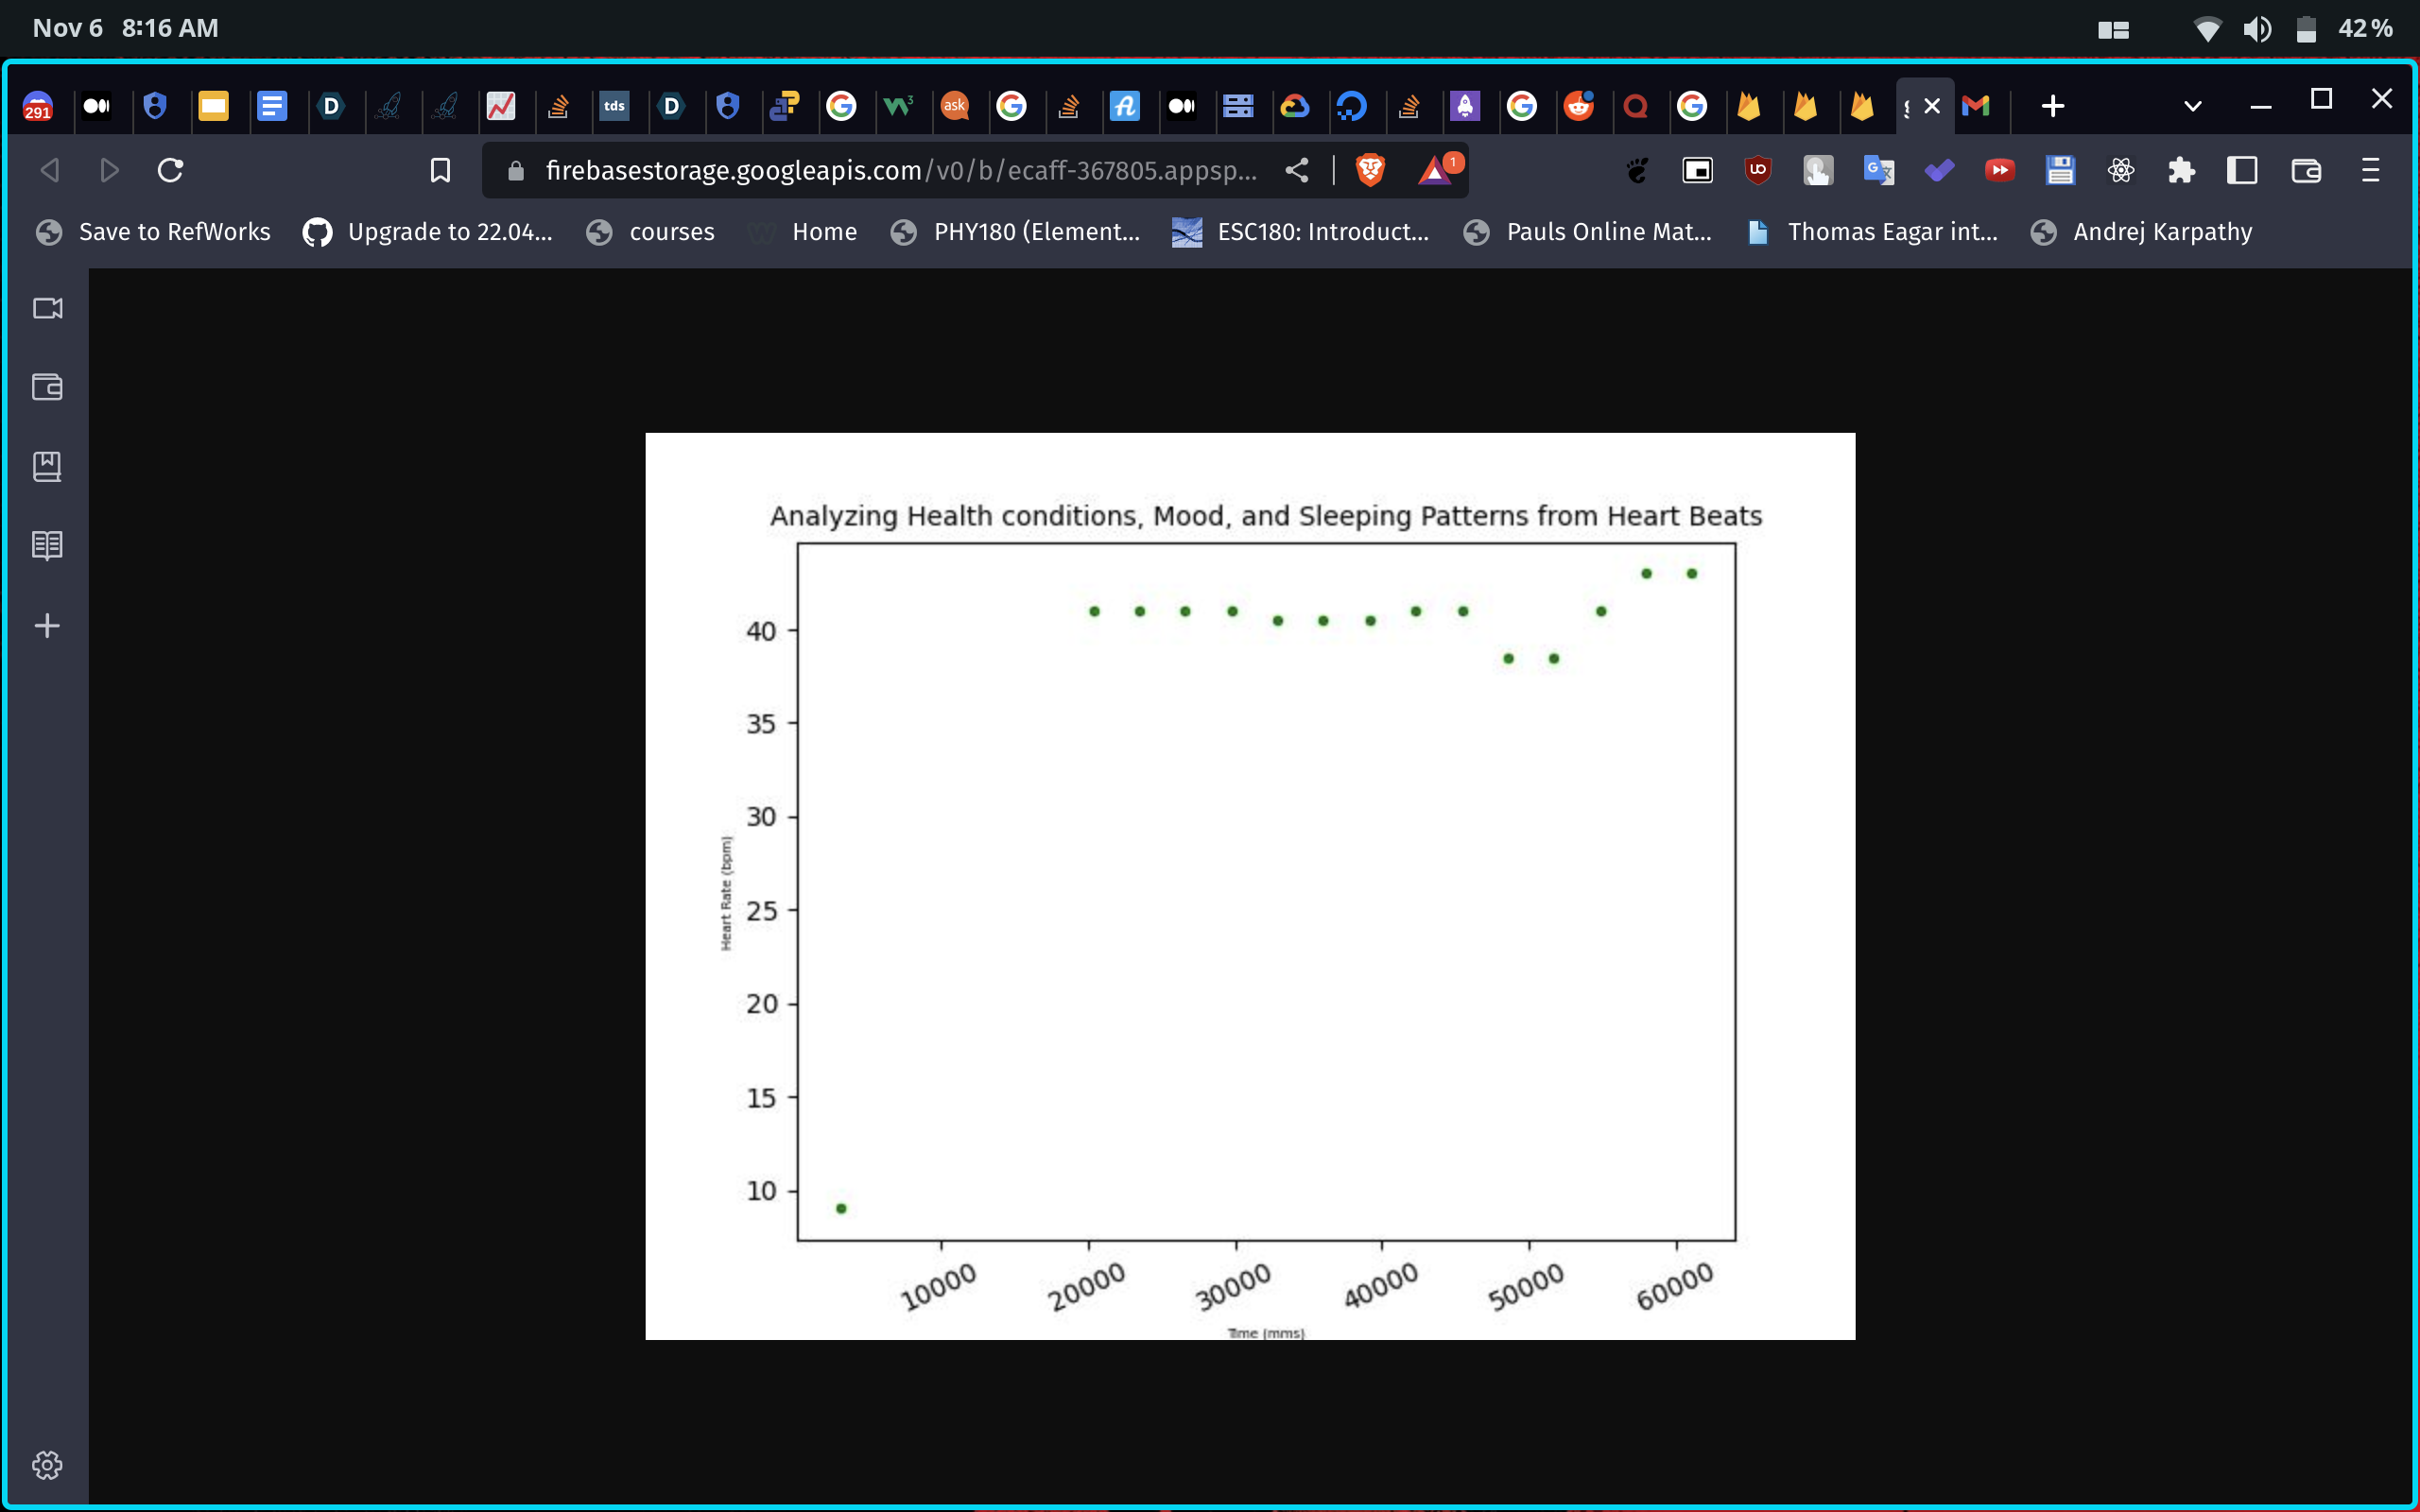 Nov 6 8:16 AM
42%
291
D
tds
D
ask
firebasestorage.googleapis.com/v0/b/ecaff-367805.appsp...
1
Save to RefWorks
Upgrade to 22.04...
courses
Home
PHY180 (Element...
ESC180: Introduct...
Pauls Online Mat...
Thomas Eagar int...
Andrej Karpathy
Analyzing Health conditions, Mood, and Sleeping Patterns from Heart Beats
Heart Rate (bpm)
40
35
30
25
20
15
10
10000
20000
30000
40000
50000
60000
Time (mms)